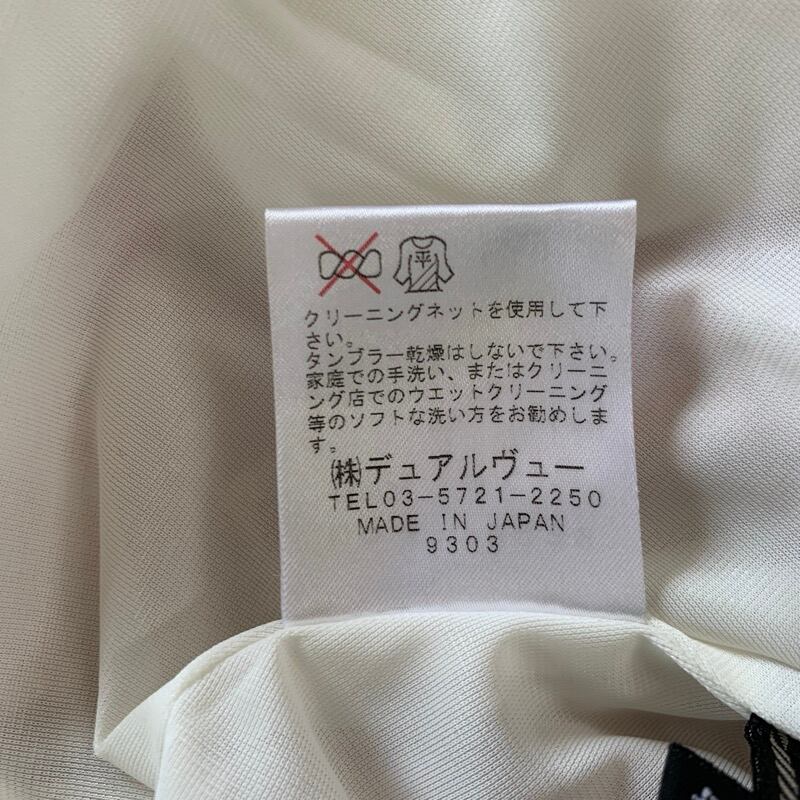 平
クリーニングネットを使用して下
さい。
タンブラー乾燥はしないで下さい。
家庭での手洗い、またはクリーニ
ング店でのウエットクリーニング
等のソフトな洗い方をお勧めしま
す。
㈱デュアルヴュー
TEL03-5721-2250
MADE IN JAPAN
9303